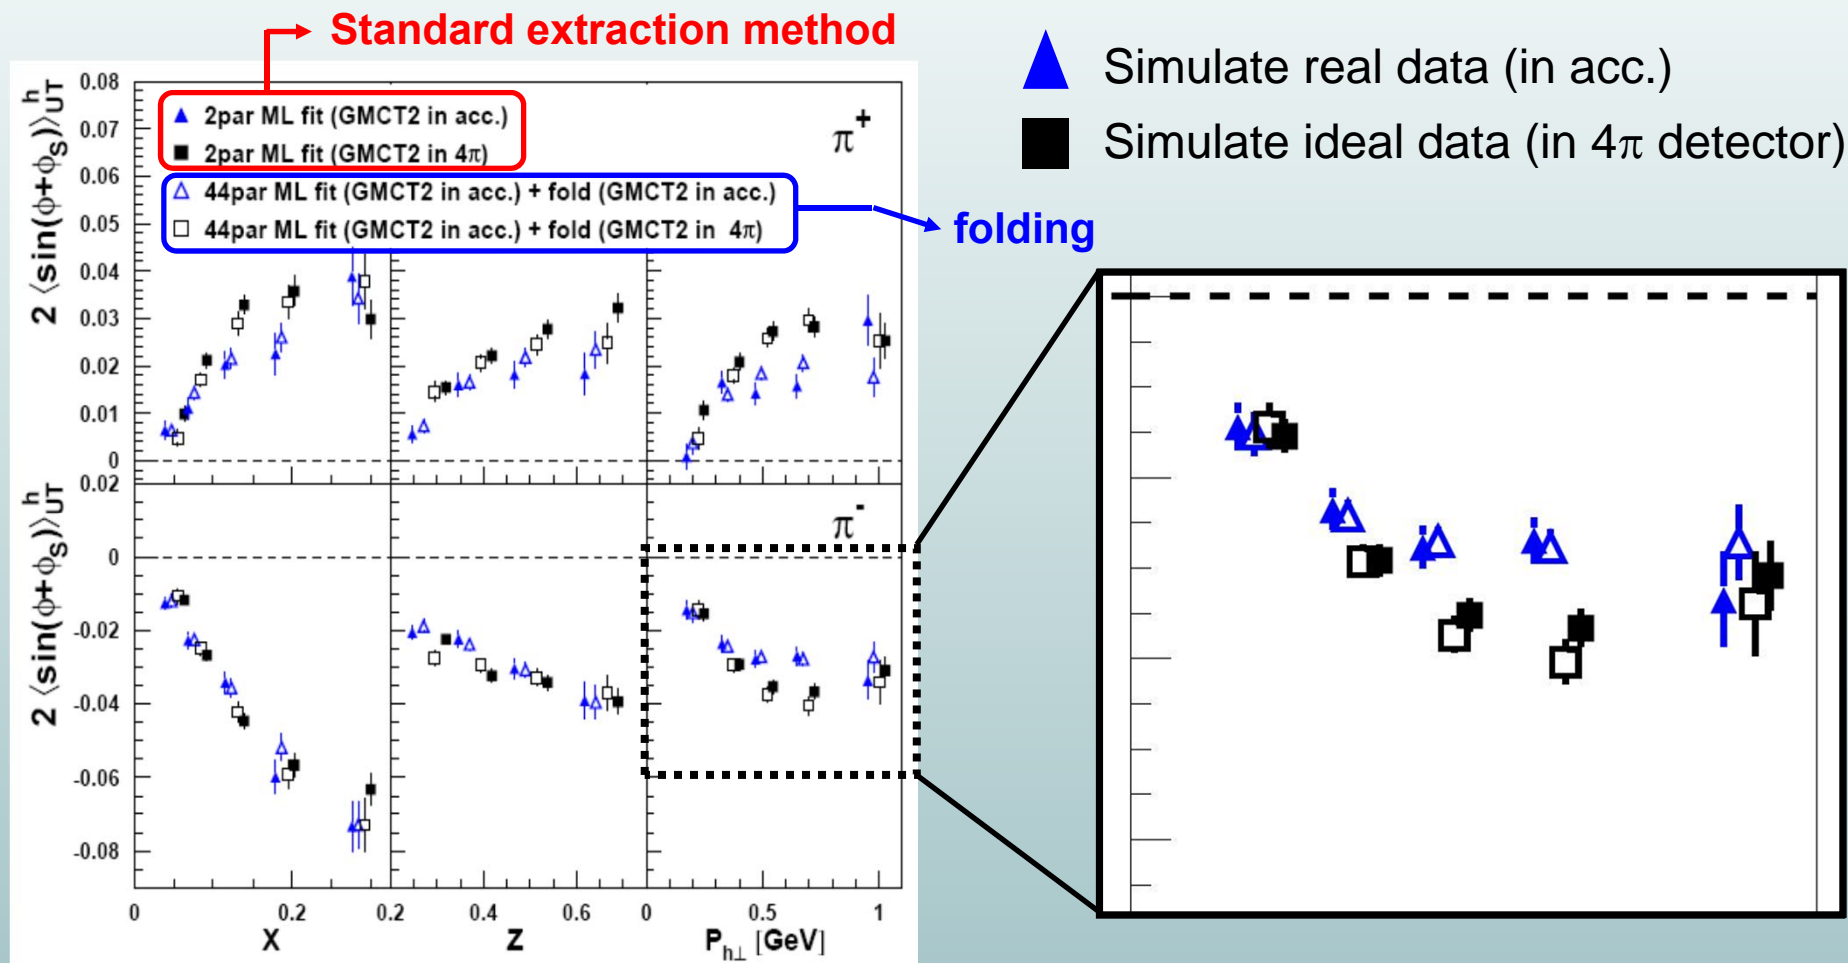 Standard extraction method
Simulate real data (in acc.)
Simulate ideal data (in 4π detector)
2par ML fit (GMCT2 in acc.)
2par ML fit (GMCT2 in 4π)
44par ML fit (GMCT2 in acc.) + fold (GMCT2 in acc.)
44par ML fit (GMCT2 in acc.) + fold (GMCT2 in 4π)
folding
π+
π-
2 ⟨sin(ϕ+ϕS)⟩hUT
0.08
0.07
0.06
0.05
0.04
0.03
0.02
0.01
0
2 ⟨sin(ϕ+ϕS)⟩hUT
0.02
0
-0.02
-0.04
-0.06
-0.08
0 0.2 0.2 0.4 0.6 0 0.5 1
X Z Ph⊥ [GeV]